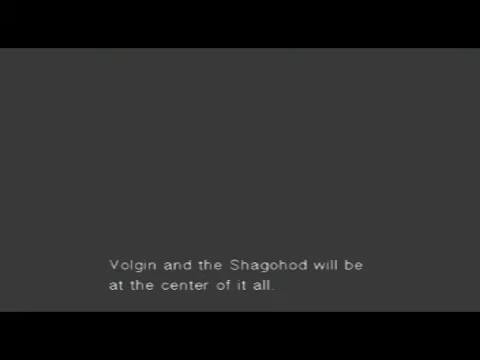 Volgin and the Shagohod will be
at the center of it all.